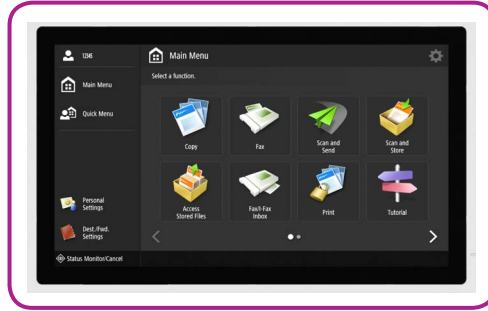 12345
Main Menu
Main Menu
Select a function.
Quick Menu
Copy
Fax
Scan and
Send
Scan and
Store
Personal
Settings
Access
Stored Files
Fax/I-Fax
Inbox
Print
Tutorial
Dest./Fwd.
Settings
Status Monitor/Cancel